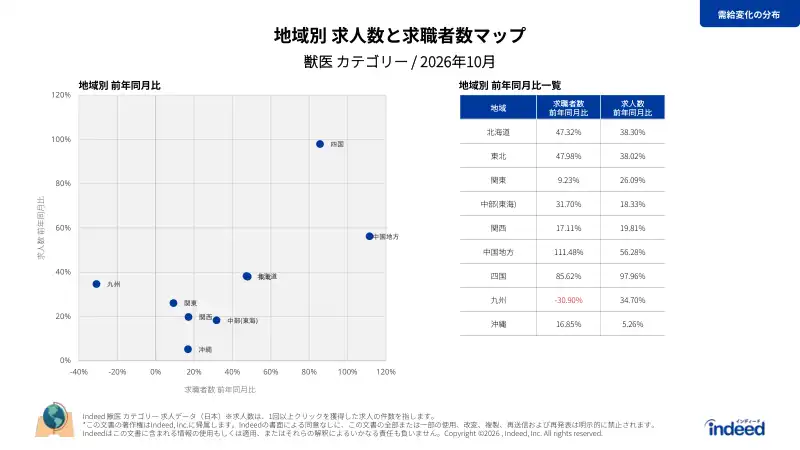 需給変化の分布
地域別 求人数と求職者数マップ
獣医 カテゴリー / 2026年10月
地域別 前年同月比
120%
100%
80%
60%
40%
20%
0%
-40%
-20%
0%
20%
40%
60%
80%
100%
120%
求人数 前年同月比
求職者数 前年同月比
四国
中国地方
北海道
九州
関東
関西
中部(東海)
沖縄
地域別 前年同月比一覧
地域 求職者数 前年同月比 求人数 前年同月比
北海道 47.32% 38.30%
東北 47.98% 38.02%
関東 9.23% 26.09%
中部(東海) 31.70% 18.33%
関西 17.11% 19.81%
中国地方 111.48% 56.28%
四国 85.62% 97.96%
九州 -30.90% 34.70%
沖縄 16.85% 5.26%
Indeed 獣医 カテゴリー 求人データ（日本）※求人数は、1回以上クリックを獲得した求人の件数を指します。
*この文書の著作権はIndeed, Inc.に帰属します。Indeedの書面による同意なしに、この文書の全部または一部の使用、改変、複製、再送信および再発表は明示的に禁止されます。
Indeedはこの文書に含まれる情報の使用もしくは適用、またはそれらの解釈によるいかなる責任も負いません。Copyright ©2026 , Indeed, Inc. All rights reserved.
インディード
indeed